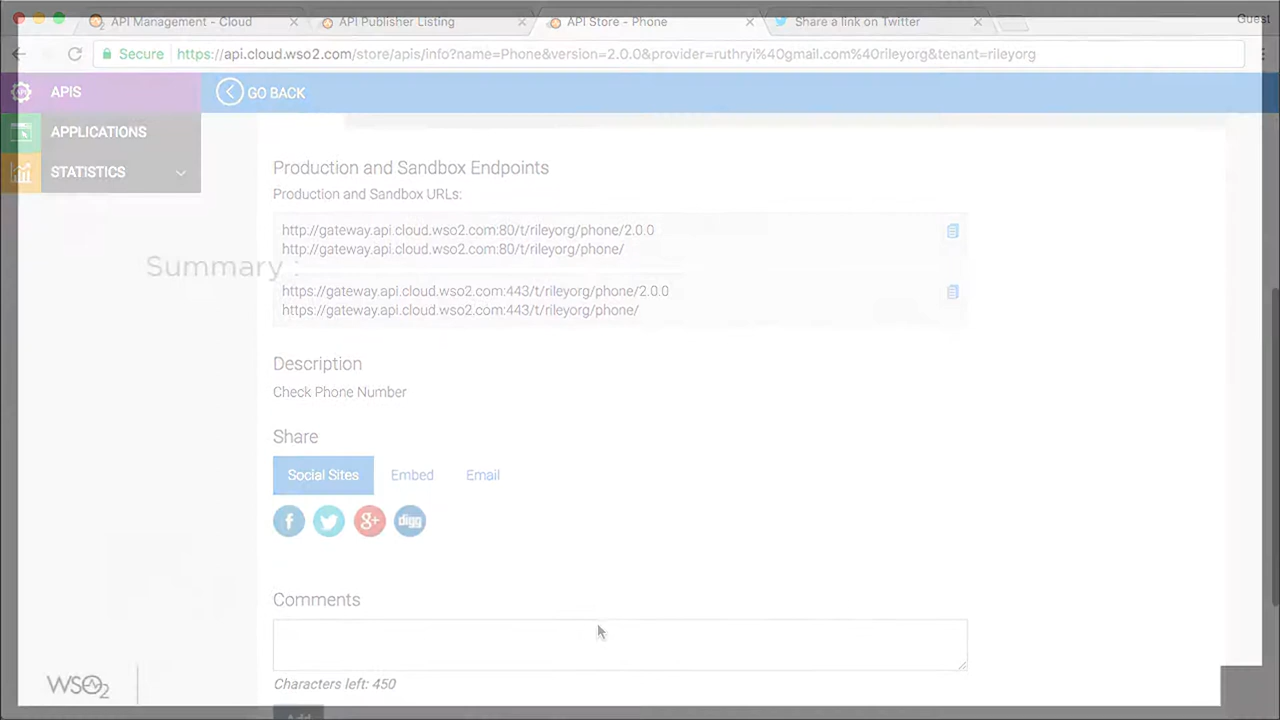 API Management - Cloud
API Publisher Listing
API Store - Phone
Share a link on Twitter
Guest
Secure
https://api.cloud.wso2.com/store/apis/info?name=Phone&version=2.0.0&provider=ruthryi%40gmail.com%40rileyorg&tenant=rileyorg
APIS
GO BACK
APPLICATIONS
STATISTICS
Production and Sandbox Endpoints
Production and Sandbox URLs:
http://gateway.api.cloud.wso2.com:80/t/rileyorg/phone/2.0.0
http://gateway.api.cloud.wso2.com:80/t/rileyorg/phone/
Summary :
https://gateway.api.cloud.wso2.com:443/t/rileyorg/phone/2.0.0
https://gateway.api.cloud.wso2.com:443/t/rileyorg/phone/
Description
Check Phone Number
Share
Social Sites
Embed
Email
f
g+
digg
Comments
Characters left: 450
Add
WSO2